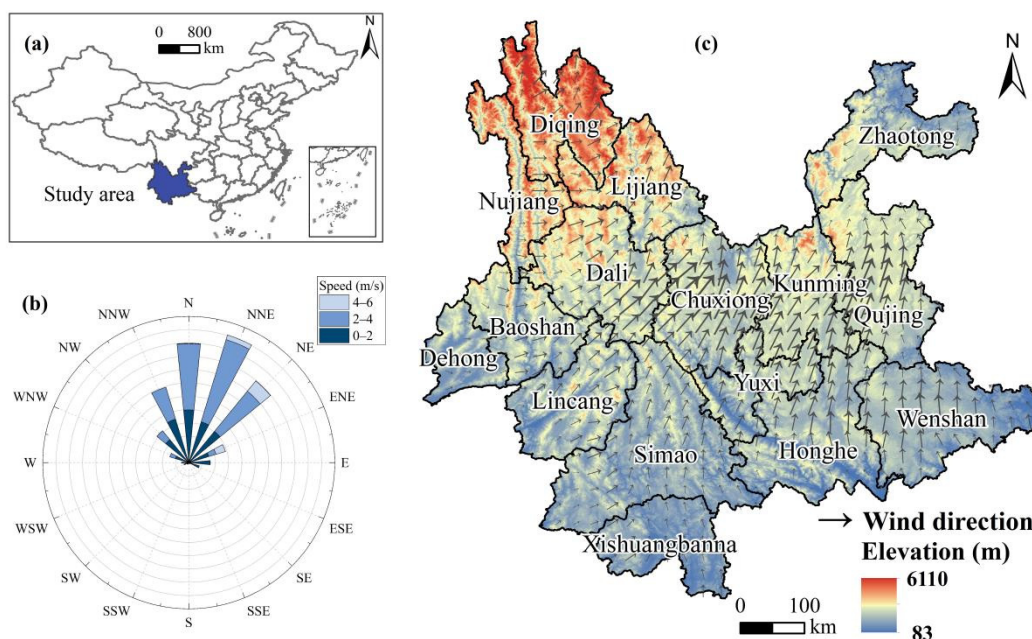 (a)
0 800
km
N
Study area
(b)
Speed (m/s)
4–6
2–4
0–2
N
NNE
NE
ENE
E
ESE
SE
SSE
S
SSW
SW
WSW
W
WNW
NW
NNW
(c)
N
Diqing
Zhaotong
Nujiang
Lijiang
Dali
Chuxiong
Kunming
Qujing
Baoshan
Dehong
Yuxi
Lincang
Wenshan
Simao
Honghe
Xishuangbanna
Wind direction
Elevation (m)
6110
83
0 100
km